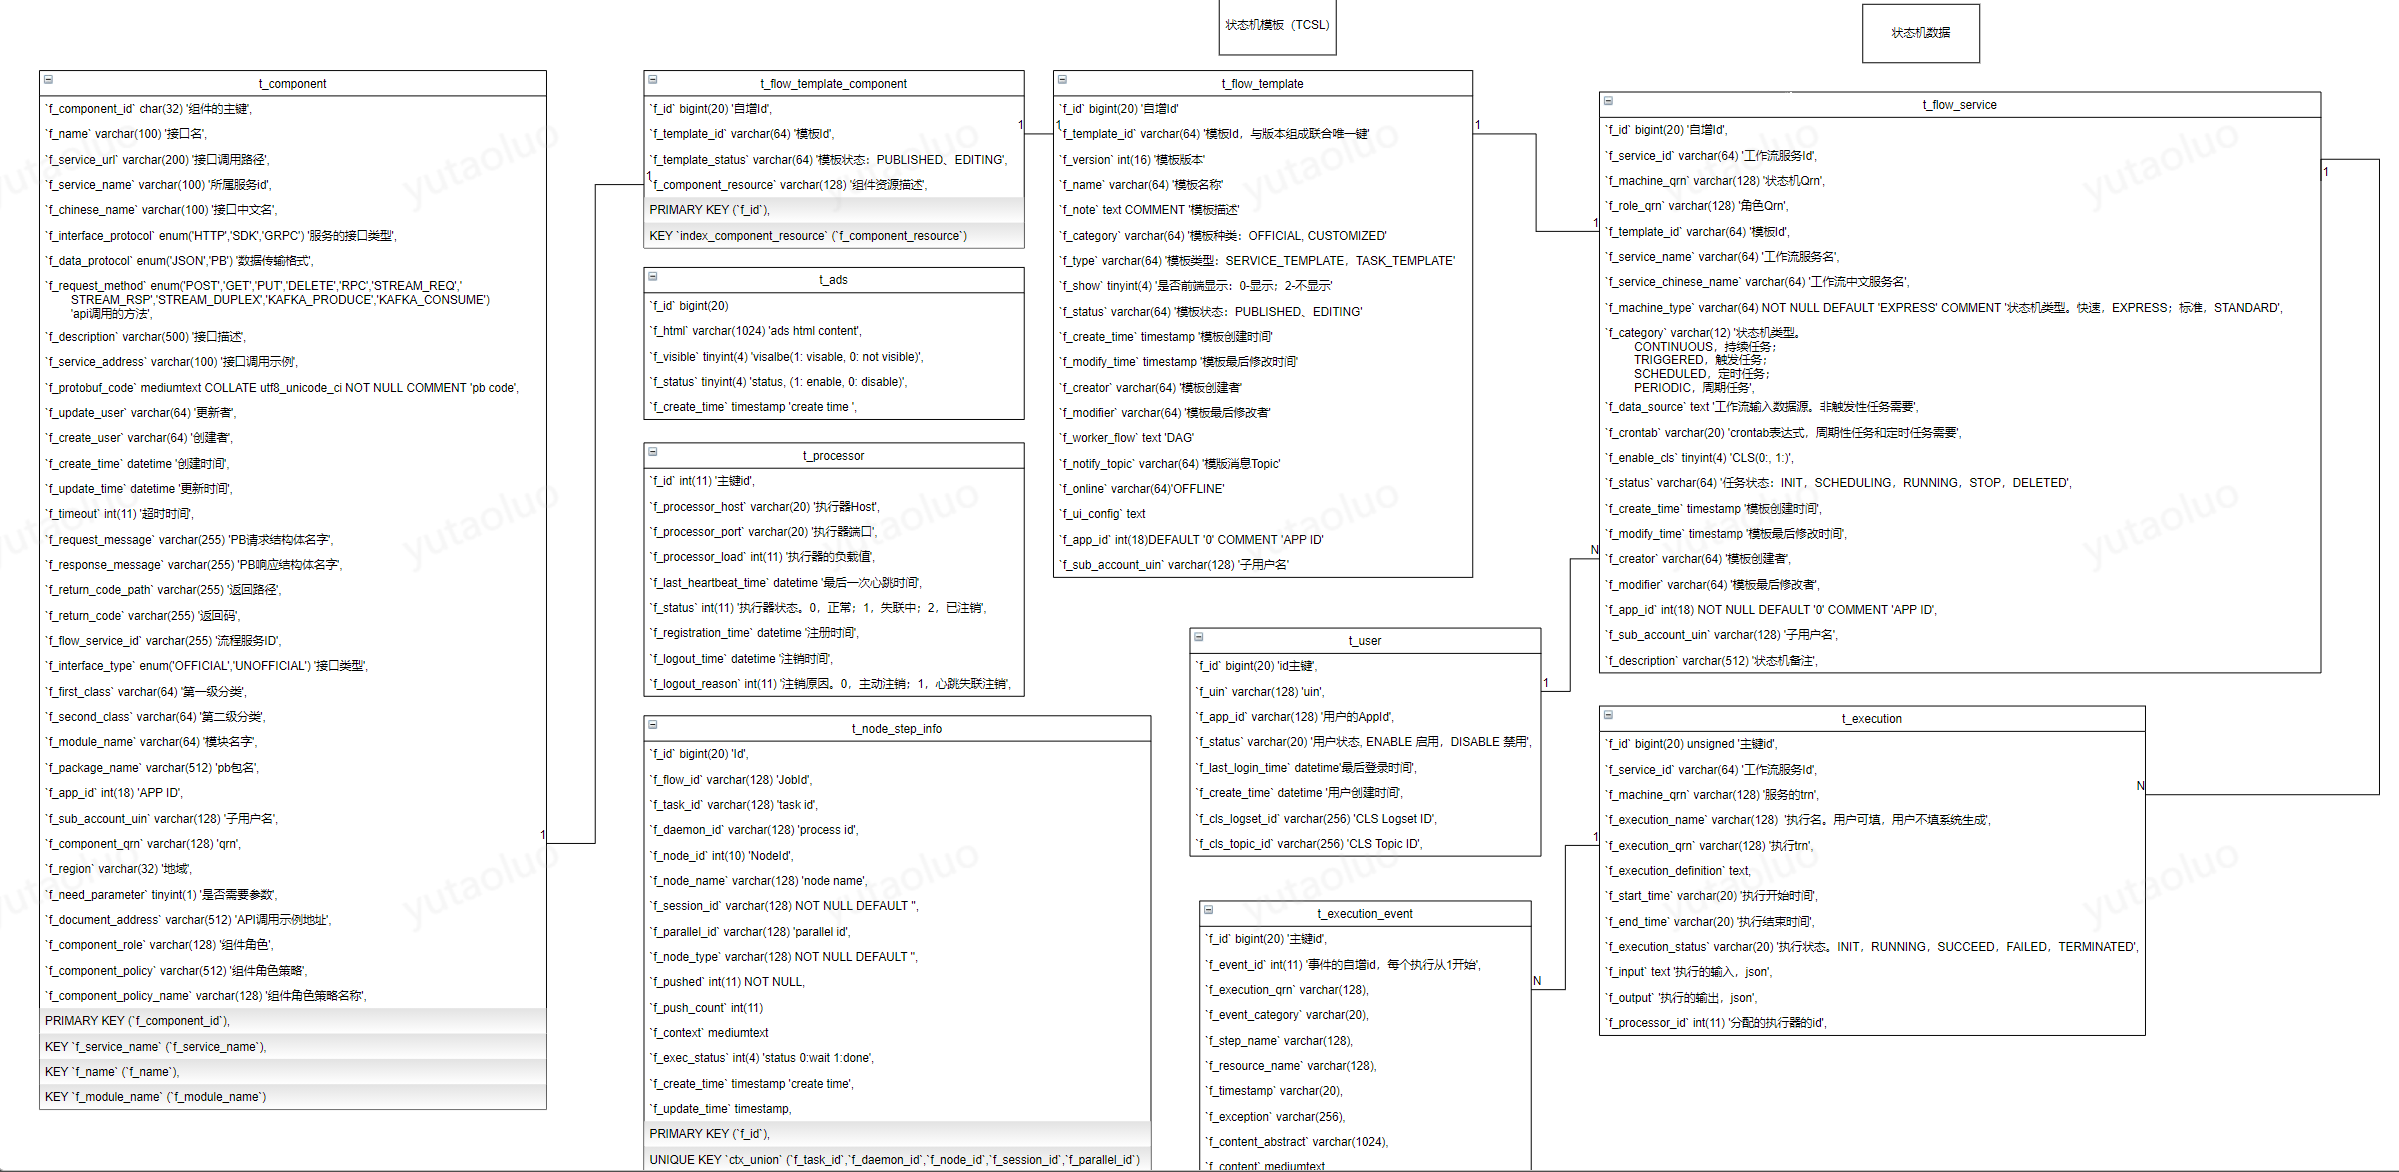 状态机模板（TCSL)
状态机数据
t_component
`f_component_id` char(32) '组件的主键',
`f_name` varchar(100) '接口名',
`f_service_url` varchar(200) '接口调用路径',
`f_service_name` varchar(100) '所属服务id',
`f_chinese_name` varchar(100) '接口中文名',
`f_interface_protocol` enum('HTTP','SDK','GRPC') '服务的接口类型',
`f_data_protocol` enum('JSON','PB') '数据传输格式',
`f_request_method` enum('POST','GET','PUT','DELETE','RPC','STREAM_REQ','
STREAM_RSP','STREAM_DUPLEX','KAFKA_PRODUCE','KAFKA_CONSUME')
'api调用的方法',
`f_description` varchar(500) '接口描述',
`f_service_address` varchar(100) '接口调用示例',
`f_protobuf_code` mediumtext COLLATE utf8_unicode_ci NOT NULL COMMENT 'pb code',
`f_update_user` varchar(64) '更新者',
`f_create_user` varchar(64) '创建者',
`f_create_time` datetime '创建时间',
`f_update_time` datetime '更新时间',
`f_timeout` int(11) '超时时间',
`f_request_message` varchar(255) 'PB请求结构体名字',
`f_response_message` varchar(255) 'PB响应结构体名字',
`f_return_code_path` varchar(255) '返回路径',
`f_return_code` varchar(255) '返回码',
`f_flow_service_id` varchar(255) '流程服务ID',
`f_interface_type` enum('OFFICIAL','UNOFFICIAL') '接口类型',
`f_first_class` varchar(64) '第一级分类',
`f_second_class` varchar(64) '第二级分类',
`f_module_name` varchar(64) '模块名字',
`f_package_name` varchar(512) 'pb包名',
`f_app_id` int(18) 'APP ID',
`f_sub_account_uin` varchar(128) '子用户名',
`f_component_qrn` varchar(128) 'qrn',
`f_region` varchar(32) '地域',
`f_need_parameter` tinyint(1) '是否需要参数',
`f_document_address` varchar(512) 'API调用示例地址',
`f_component_role` varchar(128) '组件角色',
`f_component_policy` varchar(512) '组件角色策略',
`f_component_policy_name` varchar(128) '组件角色策略名称',
PRIMARY KEY (`f_component_id`),
KEY `f_service_name` (`f_service_name`),
KEY `f_name` (`f_name`),
KEY `f_module_name` (`f_module_name`)
1
1
t_flow_template_component
`f_id` bigint(20) '自增Id',
`f_template_id` varchar(64) '模板Id',
`f_template_status` varchar(64) '模板状态：PUBLISHED、EDITING',
`f_component_resource` varchar(128) '组件资源描述',
PRIMARY KEY (`f_id`),
KEY `index_component_resource` (`f_component_resource`)
1
1
t_ads
`f_id` bigint(20)
`f_html` varchar(1024) 'ads html content',
`f_visible` tinyint(4) 'visalbe(1: visable, 0: not visible)',
`f_status` tinyint(4) 'status, (1: enable, 0: disable)',
`f_create_time` timestamp 'create time ',
t_processor
`f_id` int(11) '主键id',
`f_processor_host` varchar(20) '执行器Host',
`f_processor_port` varchar(20) '执行器端口',
`f_processor_load` int(11) '执行器的负载值',
`f_last_heartbeat_time` datetime '最后一次心跳时间',
`f_status` int(11) '执行器状态。0，正常；1，失联中；2，已注销',
`f_registration_time` datetime '注册时间',
`f_logout_time` datetime '注销时间',
`f_logout_reason` int(11) '注销原因。0，主动注销；1，心跳失联注销',
t_node_step_info
`f_id` bigint(20) 'Id',
`f_flow_id` varchar(128) 'JobId',
`f_task_id` varchar(128) 'task id',
`f_daemon_id` varchar(128) 'process id',
`f_node_id` int(10) 'NodeId',
`f_node_name` varchar(128) 'node name',
`f_session_id` varchar(128) NOT NULL DEFAULT '',
`f_parallel_id` varchar(128) 'parallel id',
`f_node_type` varchar(128) NOT NULL DEFAULT '',
`f_pushed` int(11) NOT NULL,
`f_push_count` int(11)
`f_context` mediumtext
`f_exec_status` int(4) 'status 0:wait 1:done',
`f_create_time` timestamp 'create time',
`f_update_time` timestamp,
PRIMARY KEY (`f_id`),
UNIQUE KEY `ctx_union` (`f_task_id`,`f_daemon_id`,`f_node_id`,`f_session_id`,`f_parallel_id`)
t_flow_template
`f_id` bigint(20) '自增Id'
`f_template_id` varchar(64) '模板Id，与版本组成联合唯一键'
`f_version` int(16) '模板版本'
`f_name` varchar(64) '模板名称'
`f_note` text COMMENT '模板描述'
`f_category` varchar(64) '模板种类：OFFICIAL, CUSTOMIZED'
`f_type` varchar(64) '模板类型：SERVICE_TEMPLATE，TASK_TEMPLATE'
`f_show` tinyint(4) '是否前端显示：0-显示；2-不显示'
`f_status` varchar(64) '模板状态：PUBLISHED、EDITING'
`f_create_time` timestamp '模板创建时间'
`f_modify_time` timestamp '模板最后修改时间'
`f_creator` varchar(64) '模板创建者'
`f_modifier` varchar(64) '模板最后修改者'
`f_worker_flow` text 'DAG'
`f_notify_topic` varchar(64) '模版消息Topic'
`f_online` varchar(64)'OFFLINE'
`f_ui_config` text
`f_app_id` int(18)DEFAULT '0' COMMENT 'APP ID'
`f_sub_account_uin` varchar(128) '子用户名'
1
1
t_user
`f_id` bigint(20) 'id主键',
`f_uin` varchar(128) 'uin',
`f_app_id` varchar(128) '用户的AppId',
`f_status` varchar(20) '用户状态, ENABLE 启用，DISABLE 禁用',
`f_last_login_time` datetime'最后登录时间',
`f_create_time` datetime '用户创建时间',
`f_cls_logset_id` varchar(256) 'CLS Logset ID',
`f_cls_topic_id` varchar(256) 'CLS Topic ID',
1
N
t_execution_event
`f_id` bigint(20) '主键id',
`f_event_id` int(11) '事件的自增id，每个执行从1开始',
`f_execution_qrn` varchar(128),
`f_event_category` varchar(20),
`f_step_name` varchar(128),
`f_resource_name` varchar(128),
`f_timestamp` varchar(20),
`f_exception` varchar(256),
`f_content_abstract` varchar(1024),
`f_content` mediumtext
N
1
t_flow_service
`f_id` bigint(20) '自增Id',
`f_service_id` varchar(64) '工作流服务Id',
`f_machine_qrn` varchar(128) '状态机Qrn',
`f_role_qrn` varchar(128) '角色Qrn',
`f_template_id` varchar(64) '模板Id',
`f_service_name` varchar(64) '工作流服务名',
`f_service_chinese_name` varchar(64) '工作流中文服务名',
`f_machine_type` varchar(64) NOT NULL DEFAULT 'EXPRESS' COMMENT '状态机类型。快速，EXPRESS；标准，STANDARD',
`f_category` varchar(12) '状态机类型。
CONTINUOUS，持续任务；
TRIGGERED，触发任务；
SCHEDULED，定时任务；
PERIODIC，周期任务',
`f_data_source` text '工作流输入数据源。非触发性任务需要',
`f_crontab` varchar(20) 'crontab表达式，周期性任务和定时任务需要',
`f_enable_cls` tinyint(4) 'CLS(0:, 1:)',
`f_status` varchar(64) '任务状态：INIT，SCHEDULING，RUNNING，STOP，DELETED',
`f_create_time` timestamp '模板创建时间',
`f_modify_time` timestamp '模板最后修改时间',
`f_creator` varchar(64) '模板创建者',
`f_modifier` varchar(64) '模板最后修改者',
`f_app_id` int(18) NOT NULL DEFAULT '0' COMMENT 'APP ID',
`f_sub_account_uin` varchar(128) '子用户名',
`f_description` varchar(512) '状态机备注',
1
N
t_execution
`f_id` bigint(20) unsigned '主键id',
`f_service_id` varchar(64) '工作流服务Id',
`f_machine_qrn` varchar(128) '服务的trn',
`f_execution_name` varchar(128) '执行名。用户可填，用户不填系统生成',
`f_execution_qrn` varchar(128) '执行trn',
`f_execution_definition` text,
`f_start_time` varchar(20) '执行开始时间',
`f_end_time` varchar(20) '执行结束时间',
`f_execution_status` varchar(20) '执行状态。INIT，RUNNING，SUCCEED，FAILED，TERMINATED',
`f_input` text '执行的输入，json',
`f_output` '执行的输出，json',
`f_processor_id` int(11) '分配的执行器的id',
yutaoluo
yutaoluo
yutaoluo
yutaoluo
yutaoluo
yutaoluo
yutaoluo
yutaoluo
yutaoluo
yutaoluo
yutaoluo
yutaoluo